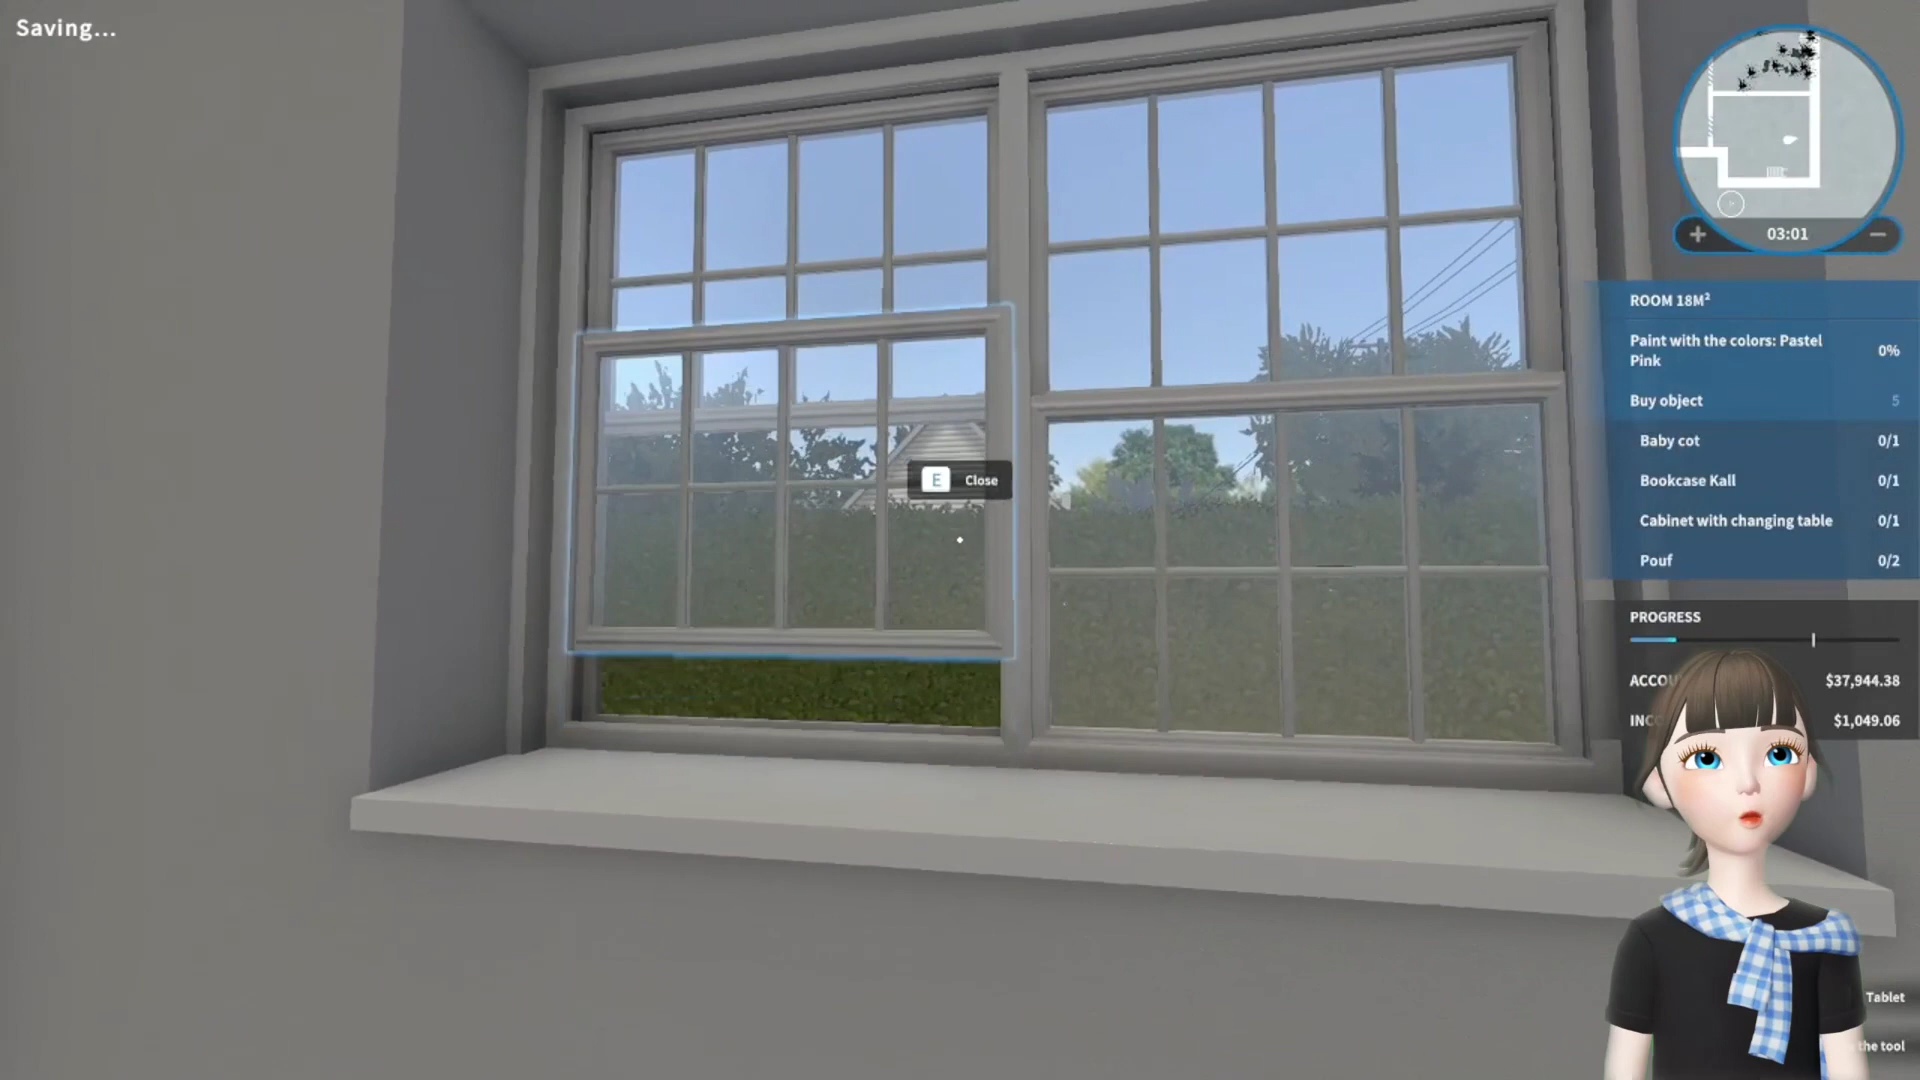 Saving...
+ 03:01 −
ROOM 18M²
Paint with the colors: Pastel
Pink 0%
Buy object 5
Baby cot 0/1
Bookcase Kall 0/1
E Close
Cabinet with changing table 0/1
Pouf 0/2
PROGRESS
$37,944.38
$1,049.06
Tablet
the tool